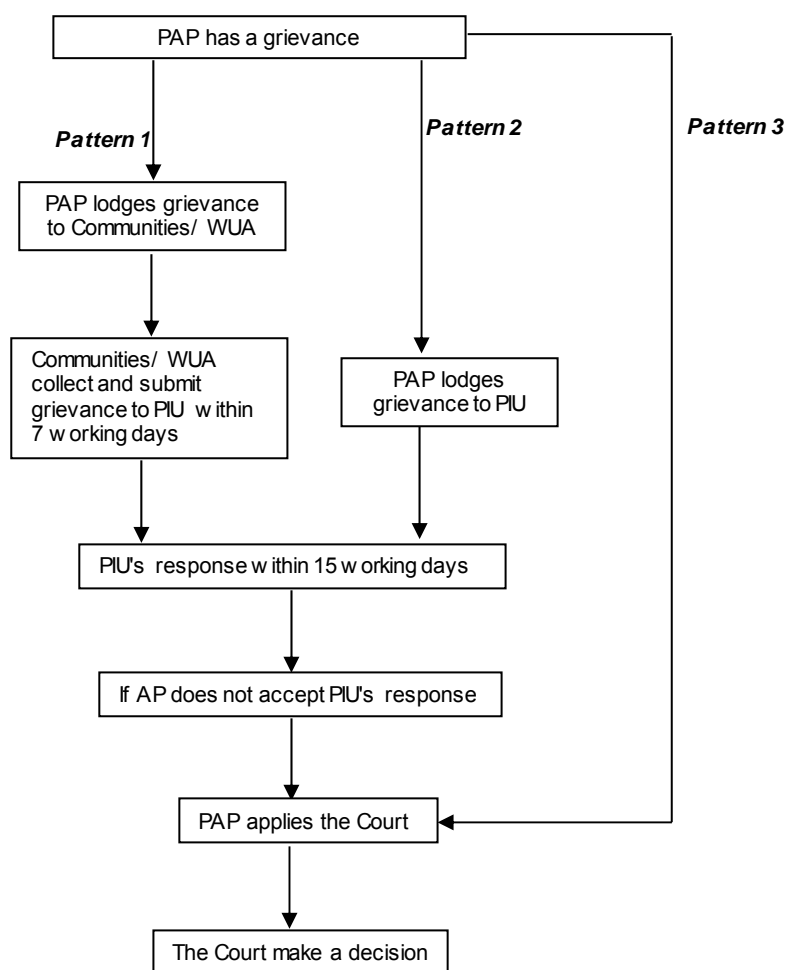 PAP has a grievance
Pattern 1
Pattern 2
Pattern 3
PAP lodges grievance
to Communities/ WUA
Communities/ WUA
collect and submit
grievance to PIU within
7 working days
PAP lodges
grievance to PIU
PIU's response within 15 working days
If AP does not accept PIU's response
PAP applies the Court
The Court make a decision